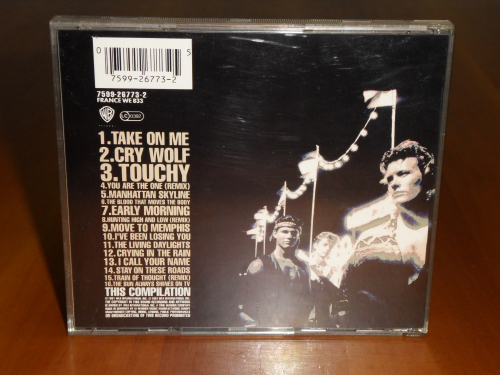 0
5
7599-26773-2
7599-26773-2
FRANCE WE 833
1.TAKE ON ME
2.CRY WOLF
3.TOUCHY
4.YOU ARE THE ONE (REMIX)
5.MANHATTAN SKYLINE
6.THE BLOOD THAT MOVES THE BODY
7.EARLY MORNING
8.HUNTING HIGH AND LOW (REMIX)
9.MOVE TO MEMPHIS
10.I'VE BEEN LOSING YOU
11.THE LIVING DAYLIGHTS
12.CRYING IN THE RAIN
13.I CALL YOUR NAME
14.STAY ON THESE ROADS
15.TRAIN OF THOUGHT (REMIX)
16.THE SUN ALWAYS SHINES ON TV
THIS COMPILATION